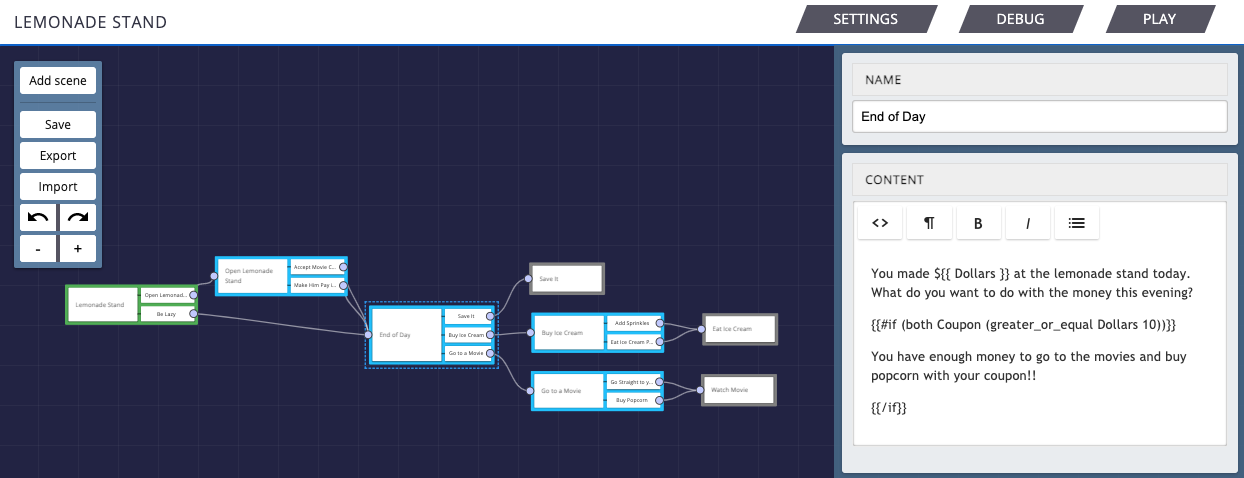 LEMONADE STAND
SETTINGS
DEBUG
PLAY
Add scene
Save
Export
Import
-
+
Lemonade Stand
Open Lemonad...
Be Lazy
Open Lemonade
Stand
Accept Movie C...
Make Him Pay i...
End of Day
Save It
Buy Ice Cream
Go to a Movie
Save It
Buy Ice Cream
Add Sprinkles
Eat Ice Cream P...
Eat Ice Cream
Go to a Movie
Go Straight to y...
Buy Popcorn
Watch Movie
NAME
End of Day
CONTENT
<> ¶ B I
You made ${{ Dollars }} at the lemonade stand today.
What do you want to do with the money this evening?
{{#if (both Coupon (greater_or_equal Dollars 10))}}
You have enough money to go to the movies and buy
popcorn with your coupon!!
{{/if}}